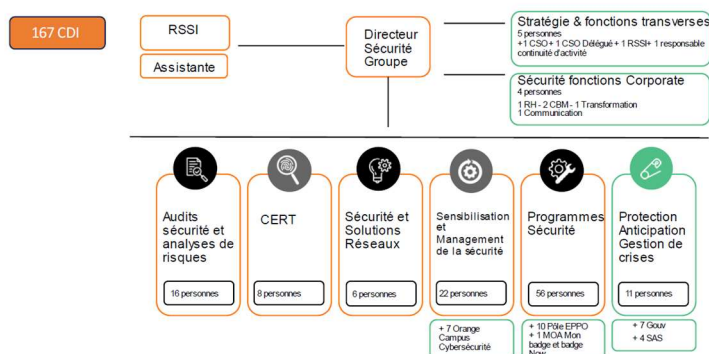 167 CDI
RSSI
Assistante
Directeur
Sécurité
Groupe
Stratégie & fonctions transverses
5 personnes
+1 CSO+ 1 CSO Délégué + 1 RSSI+ 1 responsable
continuité d'activité
Sécurité fonctions Corporate
4 personnes
1 RH - 2 CBM - 1 Transformation
1 Communication
Audits
sécurité et
analyses de
risques
16 personnes
CERT
8 personnes
Sécurité et
Solutions
Réseaux
6 personnes
Sensibilisation
et
Management
de la sécurité
22 personnes
+ 7 Orange
Campus
Cybersécurité
Programmes
Sécurité
56 personnes
+ 10 Pôle EPPO
+ 1 MOA Mon
badge et badge
Now
Protection
Anticipation
Gestion de
crises
11 personnes
+ 7 Gouv
+ 4 SAS